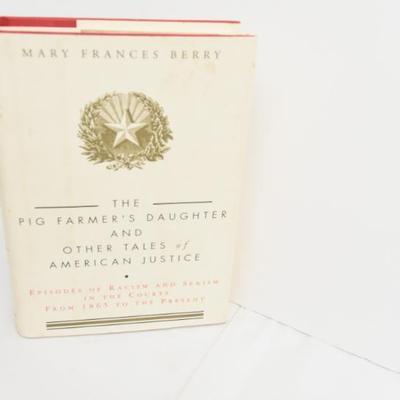 MARY FRANCES BERRY
THE
PIG FARMER'S DAUGHTER
AND
OTHER TALES of
AMERICAN JUSTICE
EPISODES OF RACISM AND SEXISM
IN THE COURTS
FROM 1865 TO THE PRESENT